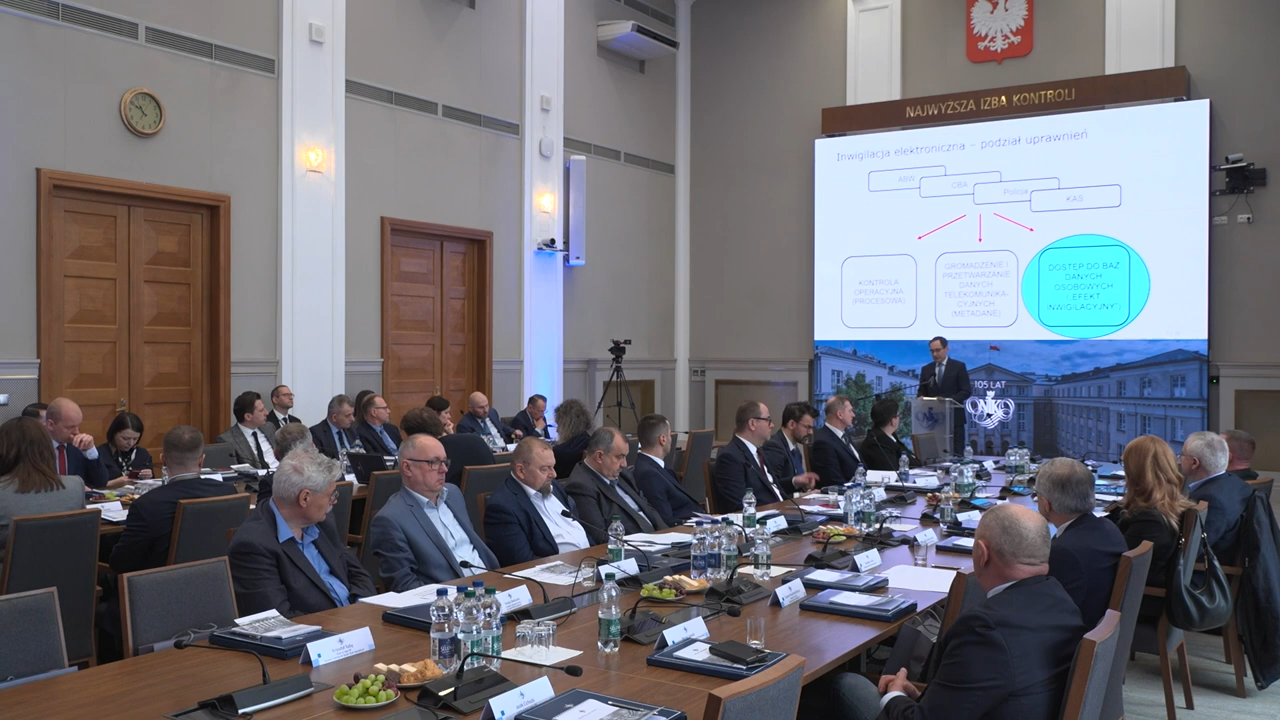 NAJWYŻSZA IZBA KONTROLI
Inwigilacja elektroniczna – podział uprawnień
ABW
CBA
Policja
KAS
KONTROLA
OPERACYJNA
(PROCESOWA)
GROMADZENIE I
PRZETWARZANIE
DANYCH
TELEKOMUNIKA-
CYJNYCH
(METADANE)
DOSTĘP DO BAZ
DANYCH
OSOBOWYCH
(„EFEKT
INWIGILACYJNY")
105 LAT
NIK